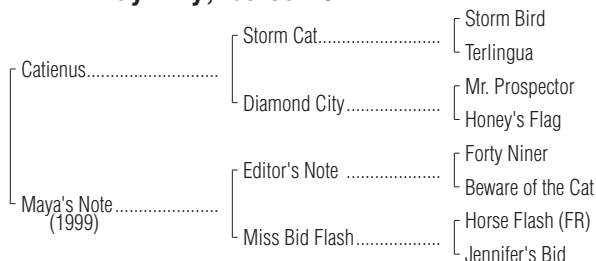 Storm Bird
Storm Cat
Terlingua
Catienus
Mr. Prospector
Diamond City
Honey's Flag
Forty Niner
Editor's Note
Beware of the Cat
Maya's Note
(1999)
Horse Flash (FR)
Miss Bid Flash
Jennifer's Bid